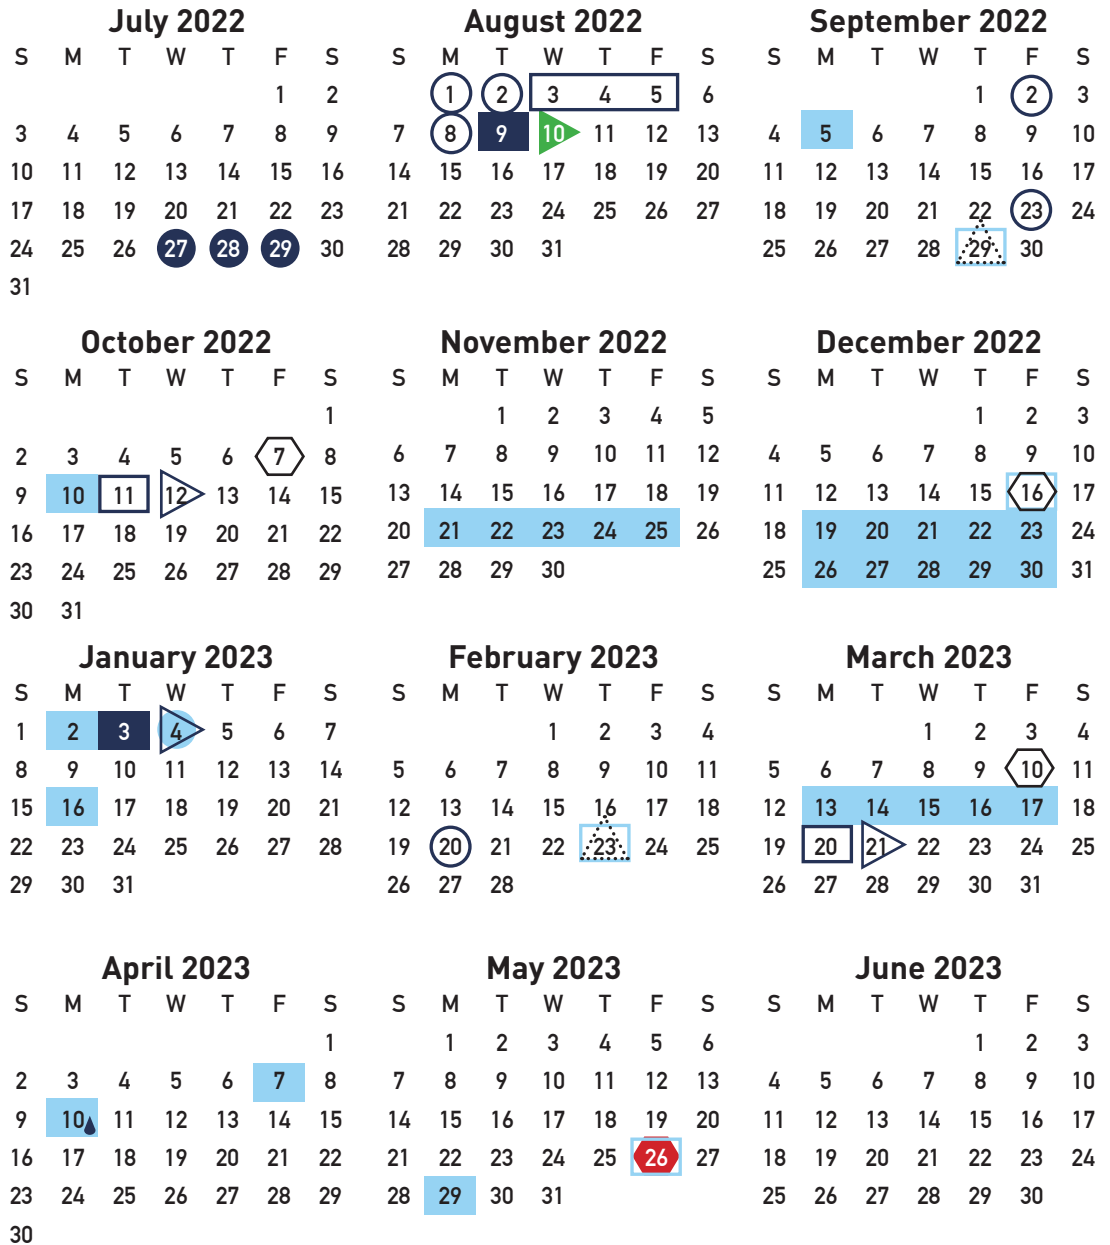 July 2022
S M T W T F S
1 2
3 4 5 6 7 8 9
10 11 12 13 14 15 16
17 18 19 20 21 22 23
24 25 26 27 28 29 30
31
August 2022
S M T W T F S
1 2 3 4 5 6
7 8 9 10 11 12 13
14 15 16 17 18 19 20
21 22 23 24 25 26 27
28 29 30 31
September 2022
S M T W T F S
1 2 3
4 5 6 7 8 9 10
11 12 13 14 15 16 17
18 19 20 21 22 23 24
25 26 27 28 29 30
October 2022
S M T W T F S
1
2 3 4 5 6 7 8
9 10 11 12 13 14 15
16 17 18 19 20 21 22
23 24 25 26 27 28 29
30 31
November 2022
S M T W T F S
1 2 3 4 5
6 7 8 9 10 11 12
13 14 15 16 17 18 19
20 21 22 23 24 25 26
27 28 29 30
December 2022
S M T W T F S
1 2 3
4 5 6 7 8 9 10
11 12 13 14 15 16 17
18 19 20 21 22 23 24
25 26 27 28 29 30 31
January 2023
S M T W T F S
1 2 3 4 5 6 7
8 9 10 11 12 13 14
15 16 17 18 19 20 21
22 23 24 25 26 27 28
29 30 31
February 2023
S M T W T F S
1 2 3 4
5 6 7 8 9 10 11
12 13 14 15 16 17 18
19 20 21 22 23 24 25
26 27 28
March 2023
S M T W T F S
1 2 3 4
5 6 7 8 9 10 11
12 13 14 15 16 17 18
19 20 21 22 23 24 25
26 27 28 29 30 31
April 2023
S M T W T F S
1
2 3 4 5 6 7 8
9 10 11 12 13 14 15
16 17 18 19 20 21 22
23 24 25 26 27 28 29
30
May 2023
S M T W T F S
1 2 3 4 5 6
7 8 9 10 11 12 13
14 15 16 17 18 19 20
21 22 23 24 25 26 27
28 29 30 31
June 2023
S M T W T F S
1 2 3
4 5 6 7 8 9 10
11 12 13 14 15 16 17
18 19 20 21 22 23 24
25 26 27 28 29 30